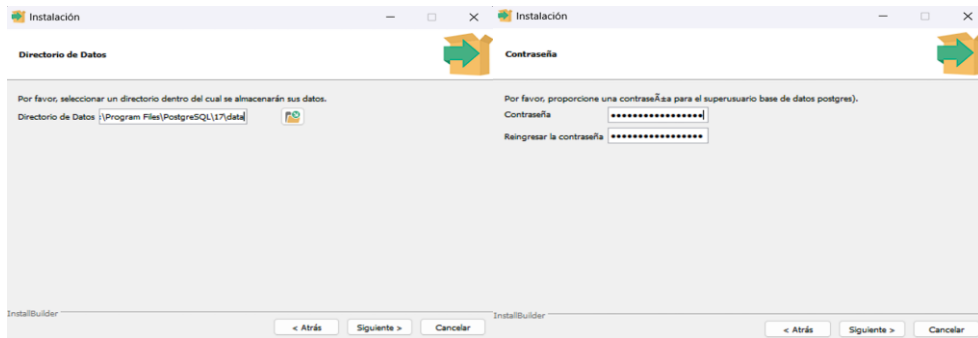 Instalación
Directorio de Datos
Por favor, seleccionar un directorio dentro del cual se almacenarán sus datos.
Directorio de Datos :\Program Files\PostgreSQL\17\data
InstallBuilder
< Atrás Siguiente > Cancelar
Instalación
Contraseña
Por favor, proporcione una contraseÃ±a para el superusuario base de datos postgres).
Contraseña ●●●●●●●●●●●●●●●●●
Reingresar la contraseña ●●●●●●●●●●●●●●●●●
InstallBuilder
< Atrás Siguiente > Cancelar